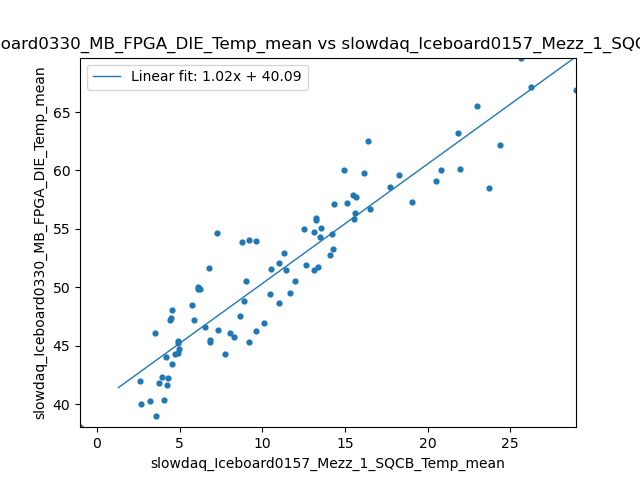 oard0330_MB_FPGA_DIE_Temp_mean vs slowdaq_Iceboard0157_Mezz_1_SQC
Linear fit: 1.02x + 40.09
slowdaq_Iceboard0330_MB_FPGA_DIE_Temp_mean
65
60
55
50
45
40
0 5 10 15 20 25
slowdaq_Iceboard0157_Mezz_1_SQCB_Temp_mean